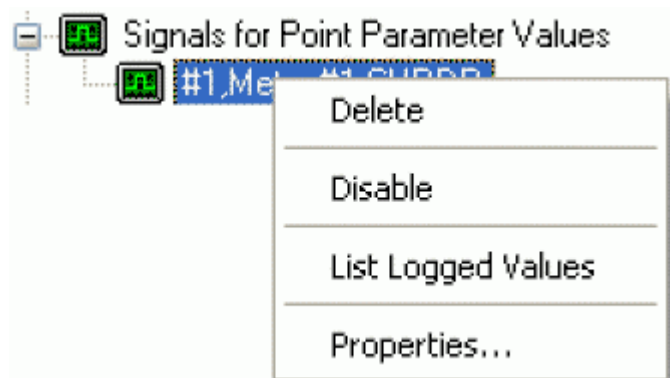 Signals for Point Parameter Values
#1,Me
Delete
Disable
List Logged Values
Properties...